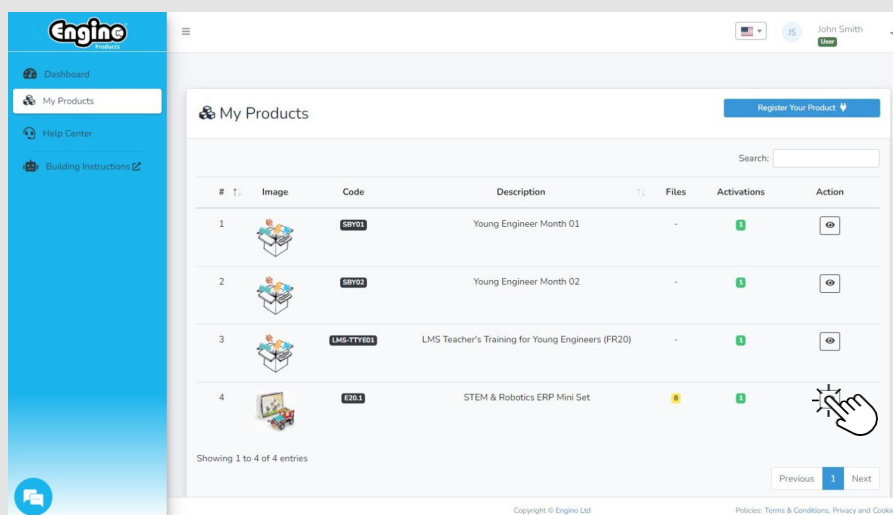 Engino
Products
JS
John Smith
User
Dashboard
My Products
Help Center
Building Instructions
My Products
Register Your Product
Search:
# Image Code Description Files Activations Action
1 SBY01 Young Engineer Month 01 - 1
2 SBY02 Young Engineer Month 02 - 1
3 LMS-TTYE01 LMS Teacher's Training for Young Engineers (FR20) - 1
4 E20.1 STEM & Robotics ERP Mini Set 8 1
Showing 1 to 4 of 4 entries
Previous 1 Next
Copyright © Engino Ltd
Policies: Terms & Conditions, Privacy and Cookie